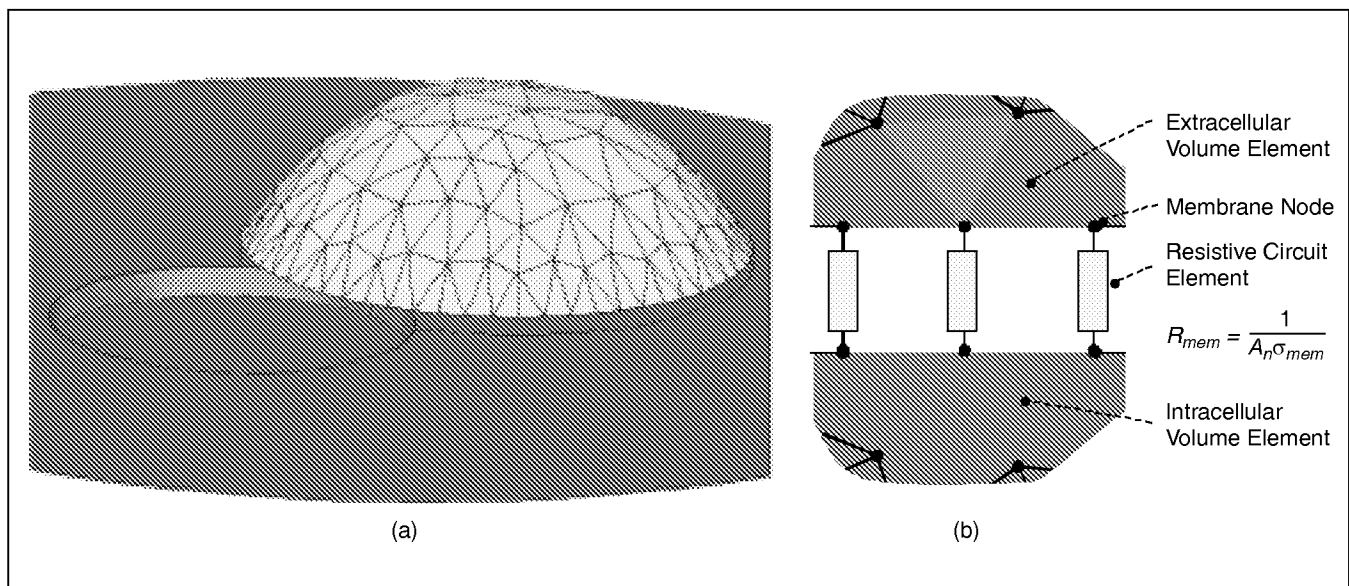 Extracellular
Volume Element
Membrane Node
Resistive Circuit
Element
R_mem = 1 / A_nσ_mem
Intracellular
Volume Element
(a)
(b)